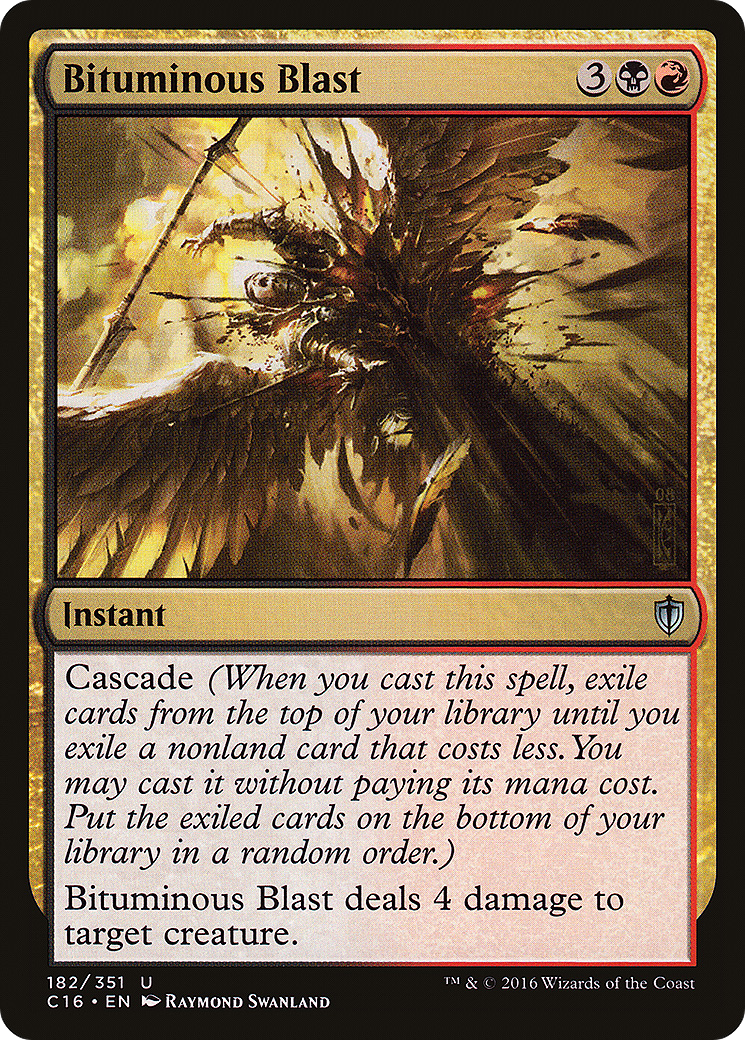 Bituminous Blast 3
08
Instant
Cascade (When you cast this spell, exile
cards from the top of your library until you
exile a nonland card that costs less. You
may cast it without paying its mana cost.
Put the exiled cards on the bottom of your
library in a random order.)
Bituminous Blast deals 4 damage to
target creature.
182/351 U
C16 • EN Raymond Swanland
™ & © 2016 Wizards of the Coast